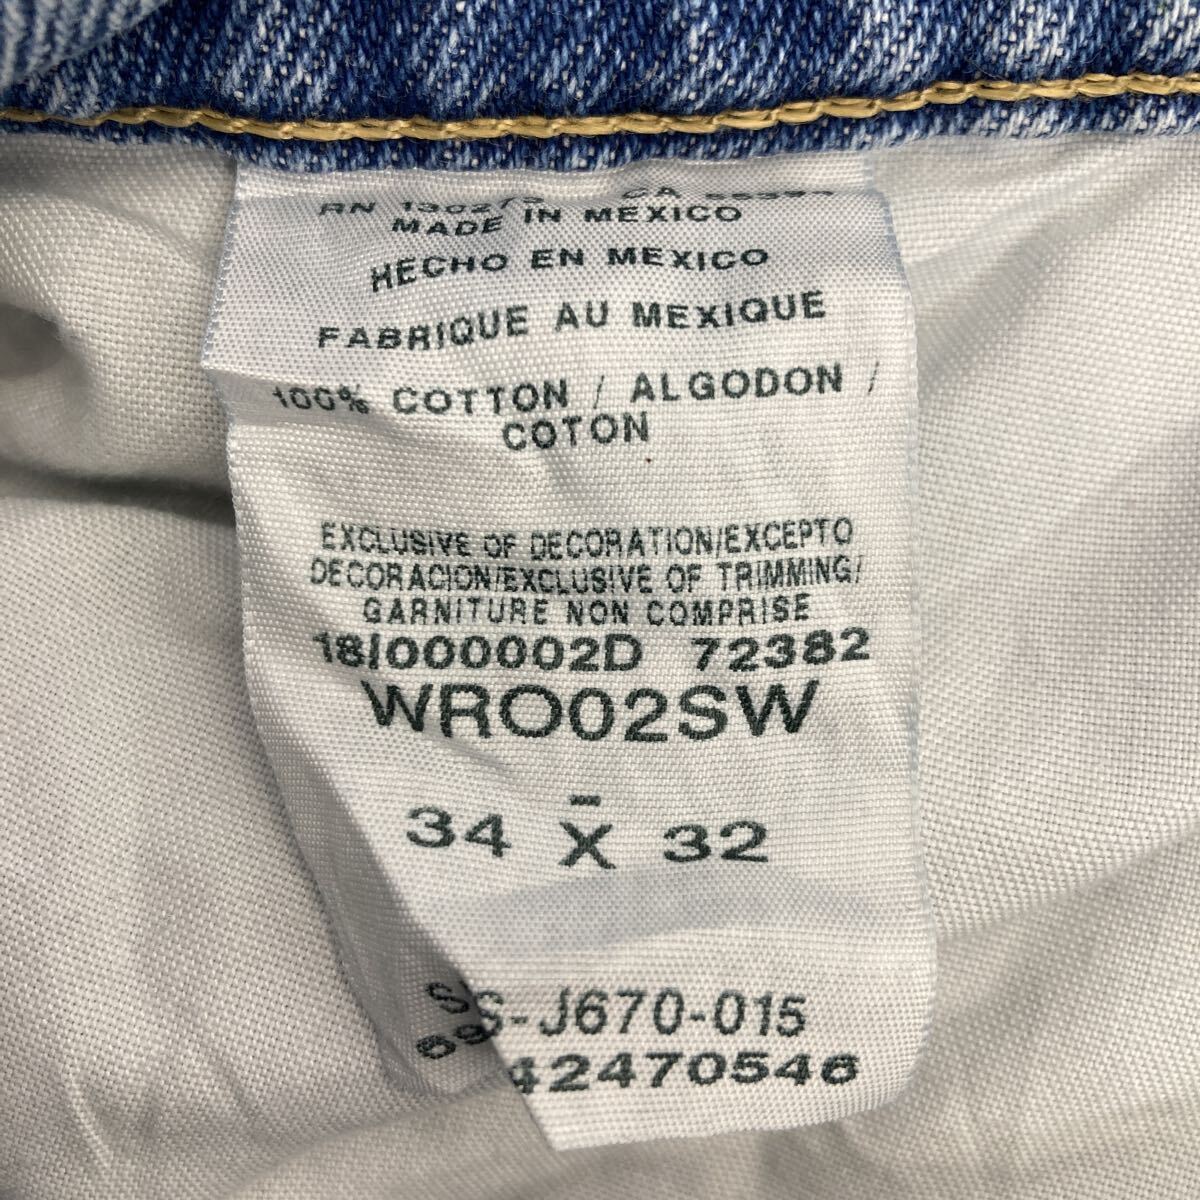 RN
MADE IN MEXICO
HECHO EN MEXICO
FABRIQUE AU MEXIQUE
100% COTTON / ALGODON /
COTON
EXCLUSIVE OF DECORATION/EXCEPTO
DECORACION/EXCLUSIVE OF TRIMMING/
GARNITURE NON COMPRISE
18/000002D 72382
WRO02SW
34 x̄ 32
-J670-015
42470546